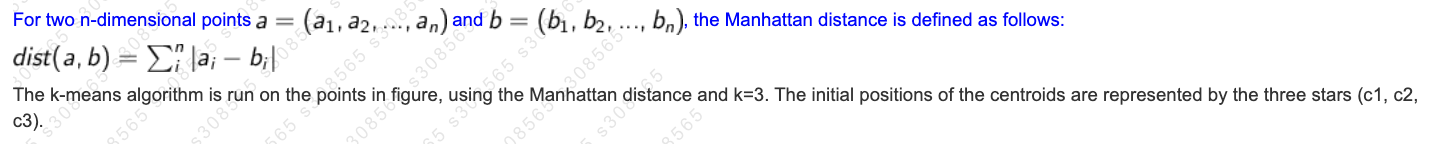 For two n-dimensional points a = (a₁, a₂, ..., aₙ) and b = (b₁, b₂, ..., bₙ), the Manhattan distance is defined as follows:
dist(a, b) = ∑ᵢⁿ |aᵢ − bᵢ|
The k-means algorithm is run on the points in figure, using the Manhattan distance and k=3. The initial positions of the centroids are represented by the three stars (c1, c2,
c3).